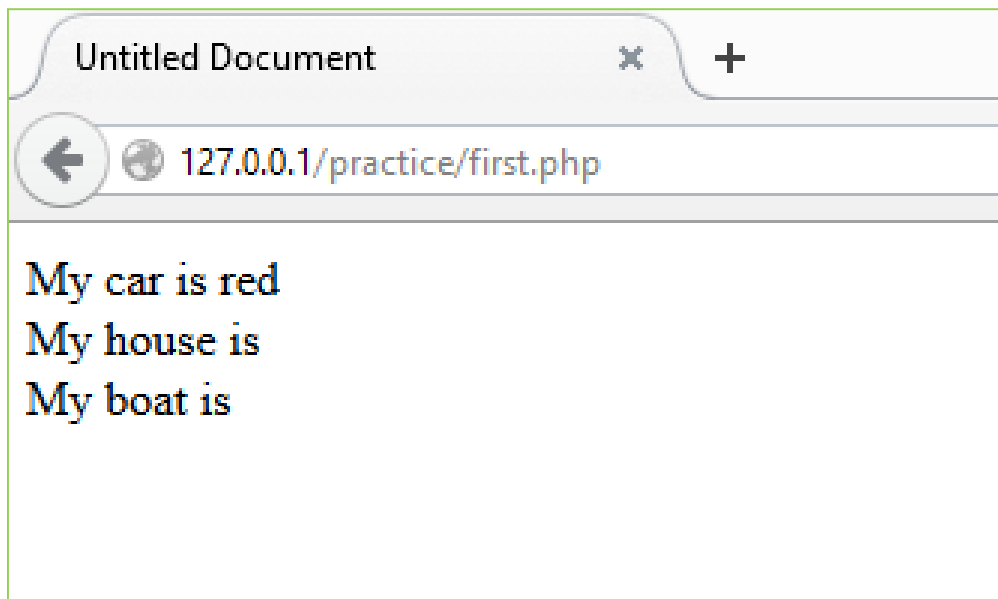 Untitled Document
127.0.0.1/practice/first.php
My car is red
My house is
My boat is